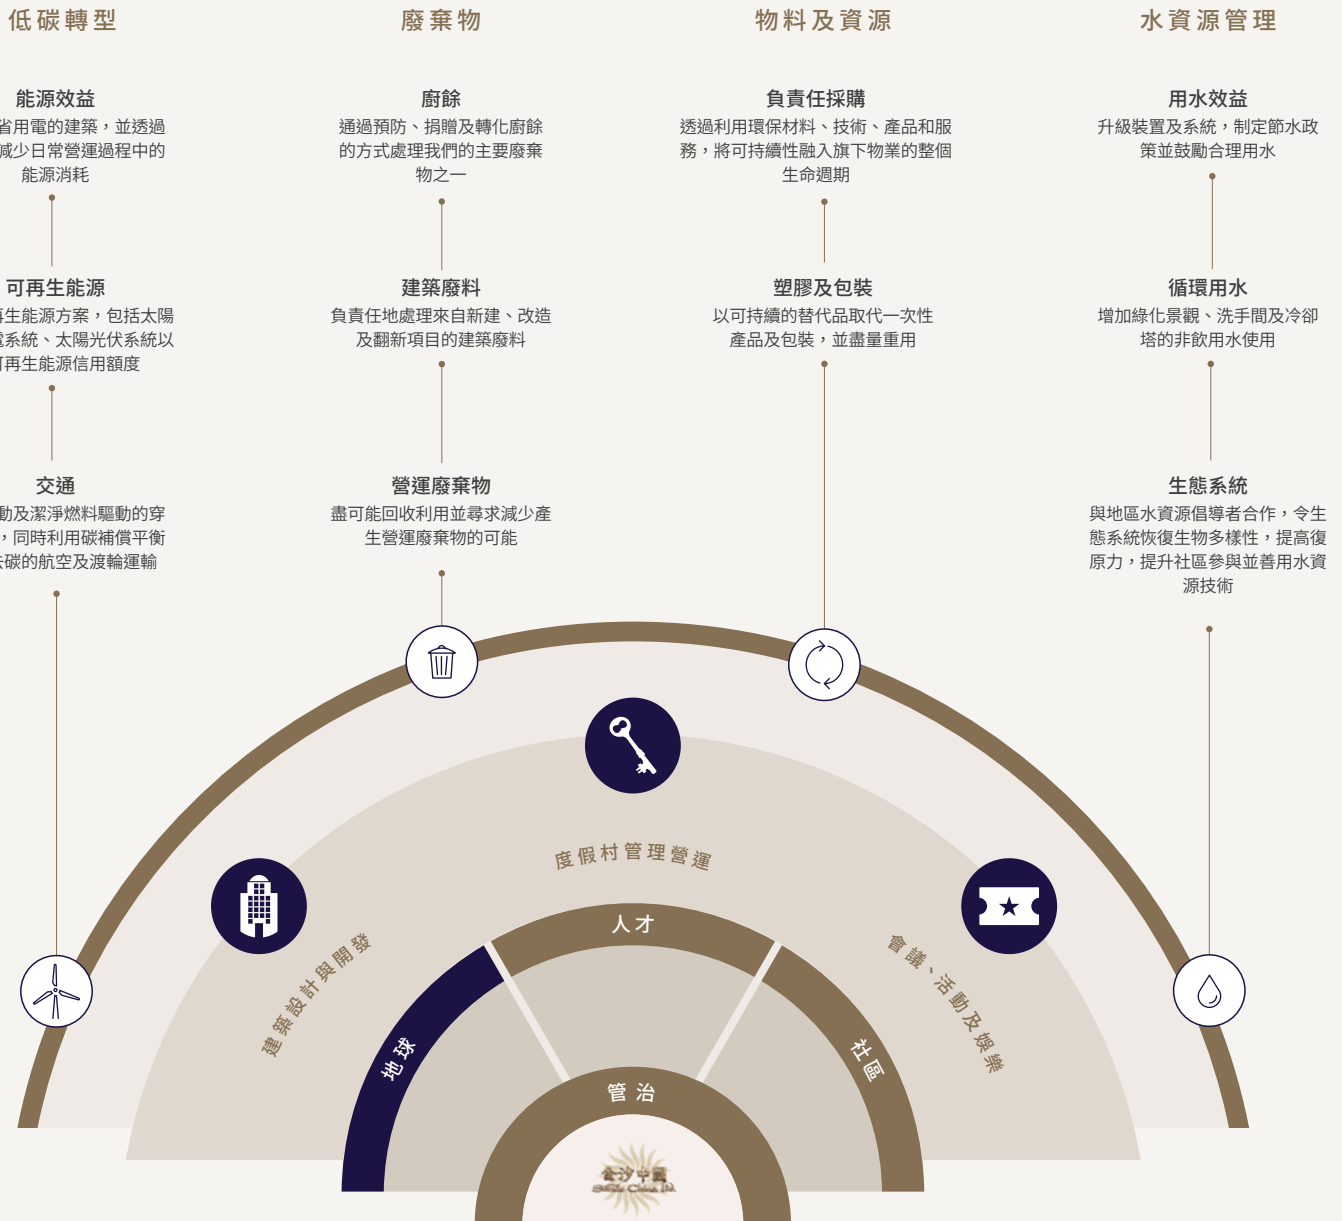 低碳轉型
能源效益
省用電的建築，並透過
減少日常營運過程中的
能源消耗
可再生能源
再生能源方案，包括太陽
電系統、太陽光伏系統以
可再生能源信用額度
交通
動及潔淨燃料驅動的穿
，同時利用碳補償平衡
去碳的航空及渡輪運輸
廢棄物
廚餘
通過預防、捐贈及轉化廚餘
的方式處理我們的主要廢棄
物之一
建築廢料
負責任地處理來自新建、改造
及翻新項目的建築廢料
營運廢棄物
盡可能回收利用並尋求減少產
生營運廢棄物的可能
物料及資源
負責任採購
透過利用環保材料、技術、產品和服
務，將可持續性融入旗下物業的整個
生命週期
塑膠及包裝
以可持續的替代品取代一次性
產品及包裝，並盡量重用
水資源管理
用水效益
升級裝置及系統，制定節水政
策並鼓勵合理用水
循環用水
增加綠化景觀、洗手間及冷卻
塔的非飲用水使用
生態系統
與地區水資源倡導者合作，令生
態系統恢復生物多樣性，提高復
原力，提升社區參與並善用水資
源技術
度假村管理營運
建築設計與開發
會議、活動及娛樂
人才
地球
社區
管治
金沙中國